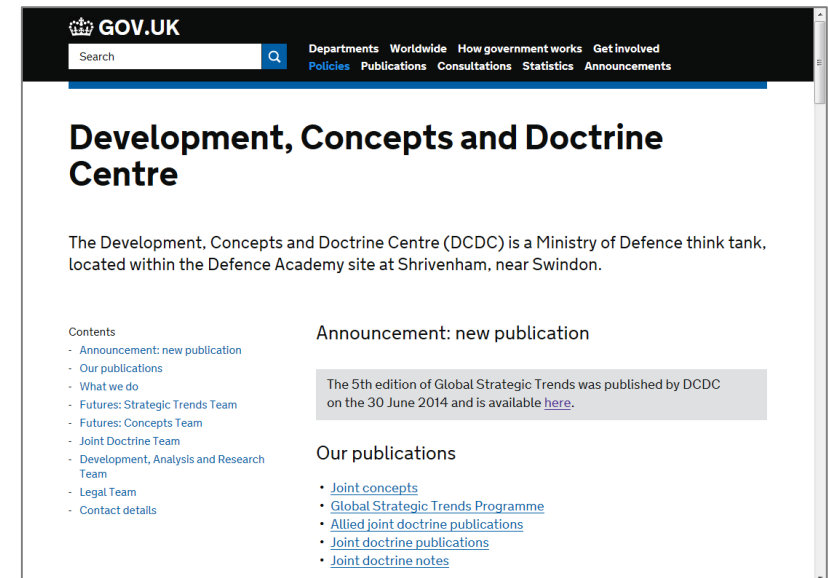 GOV.UK
Search
Departments Worldwide How government works Get involved
Policies Publications Consultations Statistics Announcements
Development, Concepts and Doctrine
Centre
The Development, Concepts and Doctrine Centre (DCDC) is a Ministry of Defence think tank,
located within the Defence Academy site at Shrivenham, near Swindon.
Contents
- Announcement: new publication
- Our publications
- What we do
- Futures: Strategic Trends Team
- Futures: Concepts Team
- Joint Doctrine Team
- Development, Analysis and Research
Team
- Legal Team
- Contact details
Announcement: new publication
The 5th edition of Global Strategic Trends was published by DCDC
on the 30 June 2014 and is available here.
Our publications
• Joint concepts
• Global Strategic Trends Programme
• Allied joint doctrine publications
• Joint doctrine publications
• Joint doctrine notes